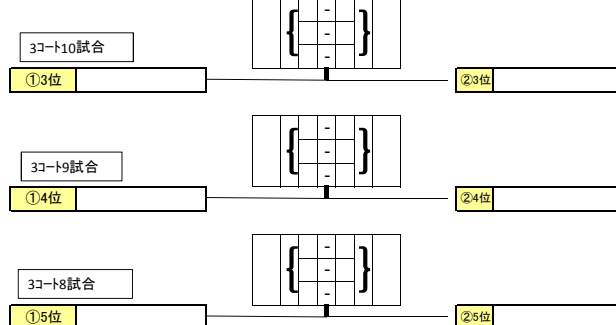 -
-
-
3コート10試合
①3位 ②3位
-
-
-
3コート9試合
①4位 ②4位
-
-
-
3コート8試合
①5位 ②5位